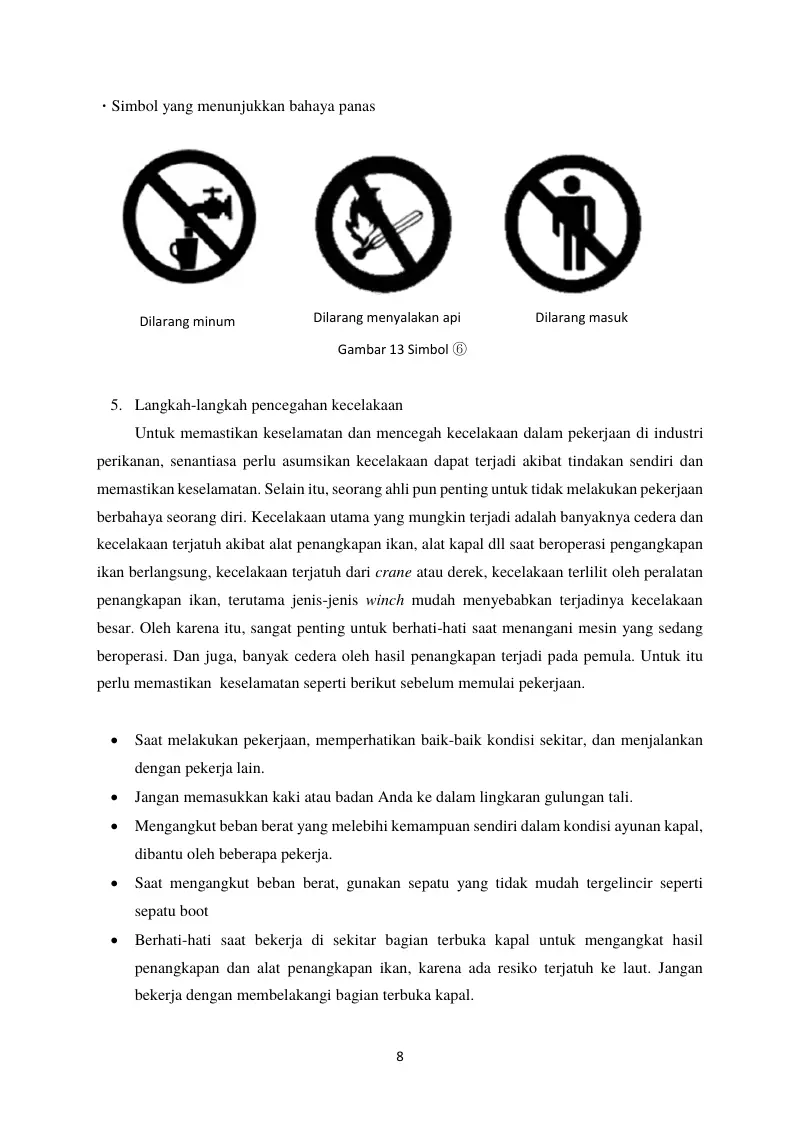 ・Simbol yang menunjukkan bahaya panas
Dilarang minum
Dilarang menyalakan api
Dilarang masuk
Gambar 13 Simbol ⑥
5. Langkah-langkah pencegahan kecelakaan
Untuk memastikan keselamatan dan mencegah kecelakaan dalam pekerjaan di industri
perikanan, senantiasa perlu asumsikan kecelakaan dapat terjadi akibat tindakan sendiri dan
memastikan keselamatan. Selain itu, seorang ahli pun penting untuk tidak melakukan pekerjaan
berbahaya seorang diri. Kecelakaan utama yang mungkin terjadi adalah banyaknya cedera dan
kecelakaan terjatuh akibat alat penangkapan ikan, alat kapal dll saat beroperasi pengangkapan
ikan berlangsung, kecelakaan terjatuh dari crane atau derek, kecelakaan terlilit oleh peralatan
penangkapan ikan, terutama jenis-jenis winch mudah menyebabkan terjadinya kecelakaan
besar. Oleh karena itu, sangat penting untuk berhati-hati saat menangani mesin yang sedang
beroperasi. Dan juga, banyak cedera oleh hasil penangkapan terjadi pada pemula. Untuk itu
perlu memastikan keselamatan seperti berikut sebelum memulai pekerjaan.
• Saat melakukan pekerjaan, memperhatikan baik-baik kondisi sekitar, dan menjalankan
dengan pekerja lain.
• Jangan memasukkan kaki atau badan Anda ke dalam lingkaran gulungan tali.
• Mengangkut beban berat yang melebihi kemampuan sendiri dalam kondisi ayunan kapal,
dibantu oleh beberapa pekerja.
• Saat mengangkut beban berat, gunakan sepatu yang tidak mudah tergelincir seperti
sepatu boot
• Berhati-hati saat bekerja di sekitar bagian terbuka kapal untuk mengangkat hasil
penangkapan dan alat penangkapan ikan, karena ada resiko terjatuh ke laut. Jangan
bekerja dengan membelakangi bagian terbuka kapal.
8